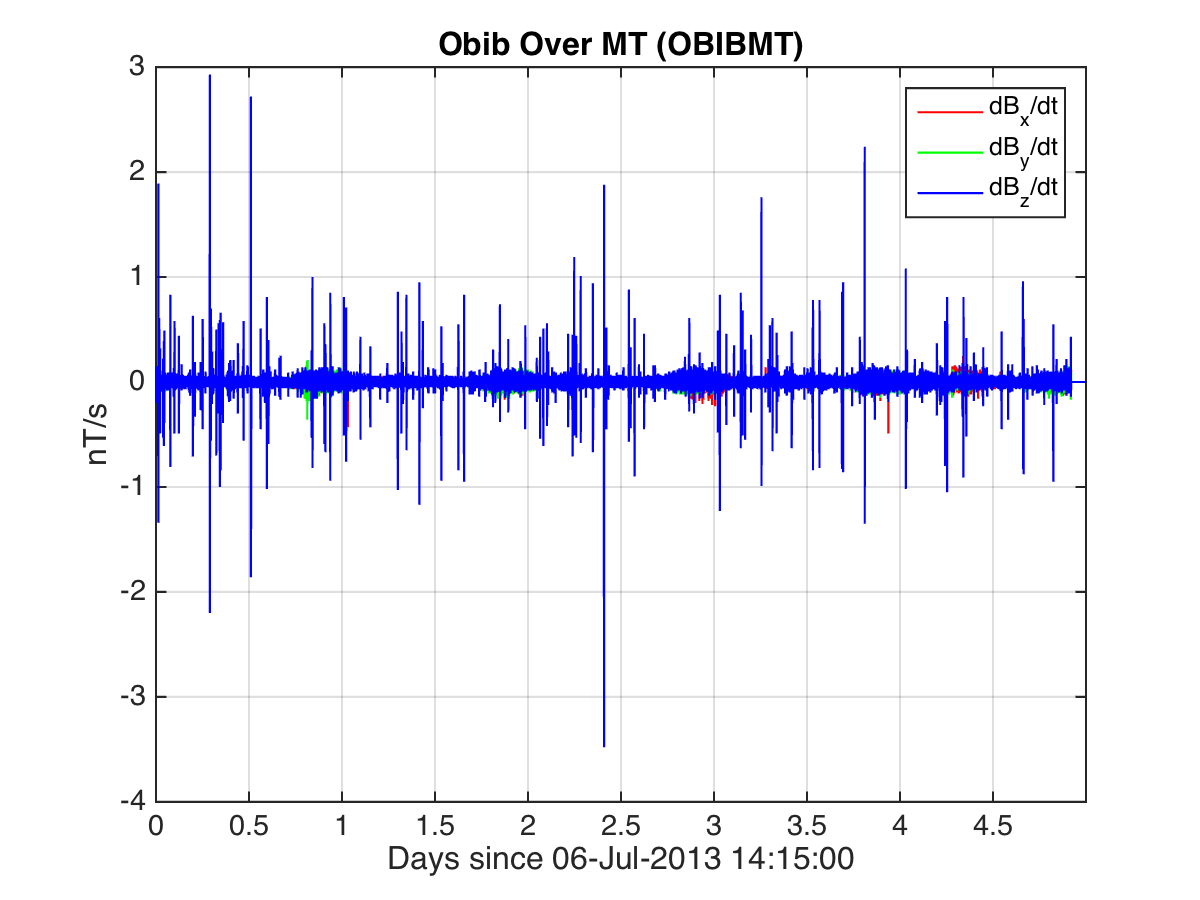 Obib Over MT (OBIBMT)
3
2
1
0
-1
-2
-3
-4
nT/s
dBx/dt
dBy/dt
dBz/dt
0 0.5 1 1.5 2 2.5 3 3.5 4 4.5
Days since 06-Jul-2013 14:15:00